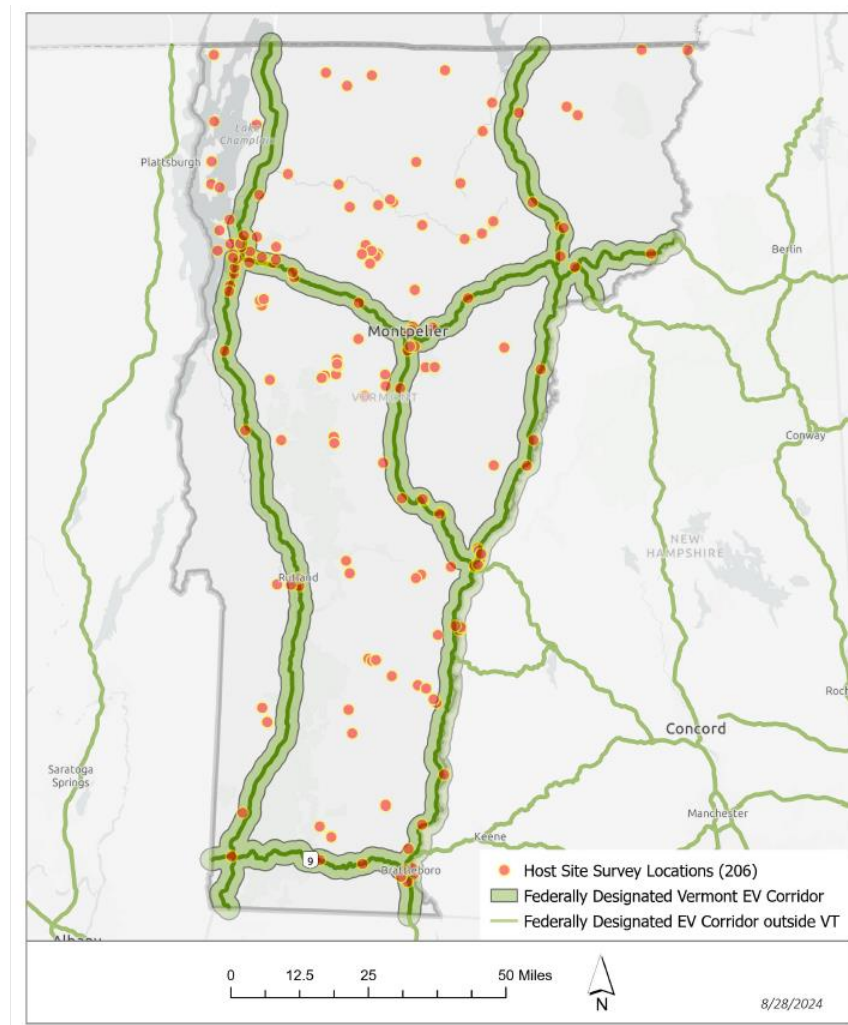 Lake
Champlain
Plattsburgh
Berlin
Montpelier
VERMONT
Conway
NEW
HAMPSHIRE
Rutland
Concord
Saratoga
Springs
Manchester
Keene
9
Brattleboro
Host Site Survey Locations (206)
Federally Designated Vermont EV Corridor
Federally Designated EV Corridor outside VT
0 12.5 25 50 Miles
N
8/28/2024